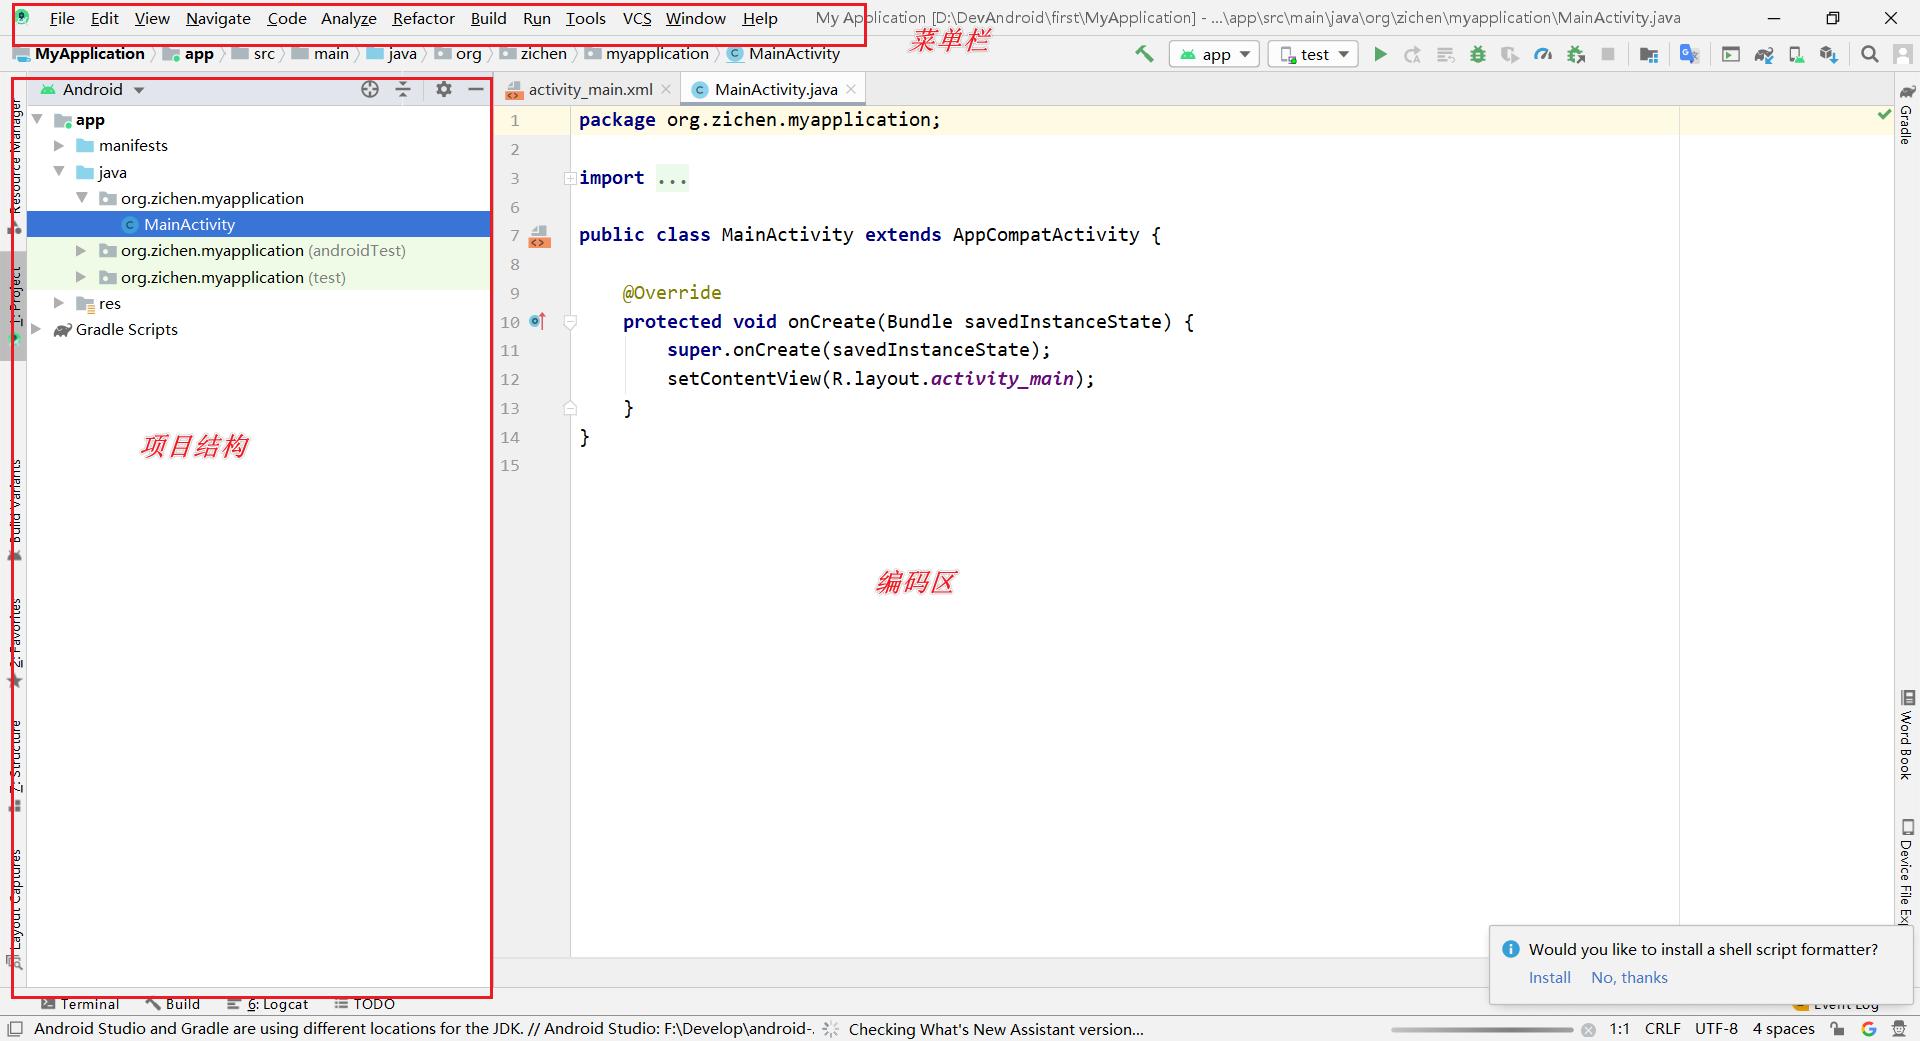 File Edit View Navigate Code Analyze Refactor Build Run Tools VCS Window Help My Application [D:\DevAndroid\first\MyApplication] - ...\app\src\main\java\org\zichen\myapplication\MainActivity.java
菜单栏
MyApplication app src main java org zichen myapplication MainActivity app test
Android
activity_main.xml MainActivity.java
app
manifests
java
org.zichen.myapplication
MainActivity
org.zichen.myapplication (androidTest)
org.zichen.myapplication (test)
res
Gradle Scripts
项目结构
Resource Manager
1: Project
Build Variants
2: Favorites
7: Structure
Layout Captures
1 package org.zichen.myapplication;
2
3 import ...
6
7 public class MainActivity extends AppCompatActivity {
8
9 @Override
10 protected void onCreate(Bundle savedInstanceState) {
11 super.onCreate(savedInstanceState);
12 setContentView(R.layout.activity_main);
13 }
14 }
15
编码区
Gradle
Word Book
Device File Ex
Would you like to install a shell script formatter?
Install No, thanks
Terminal Build 6: Logcat TODO Event Log
Android Studio and Gradle are using different locations for the JDK. // Android Studio: F:\Develop\android-. Checking What's New Assistant version... 1:1 CRLF UTF-8 4 spaces